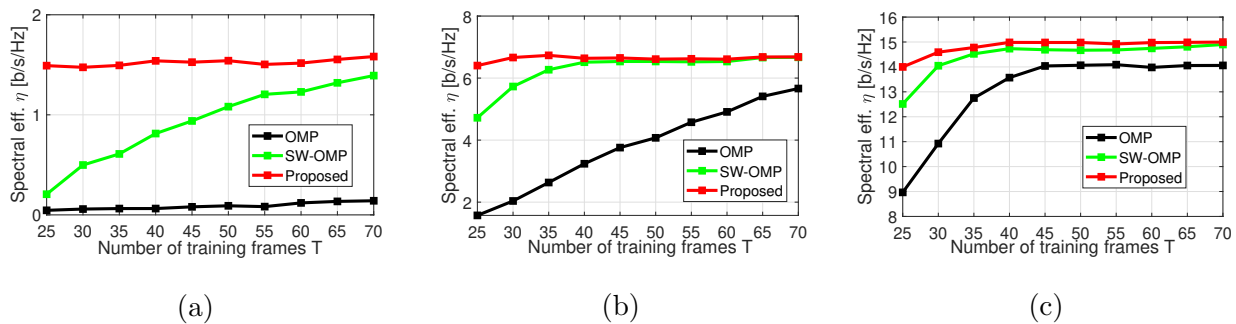 2
1
0
Spectral eff. η [b/s/Hz]
OMP
SW-OMP
Proposed
25 30 35 40 45 50 55 60 65 70
Number of training frames T
(a)
8
6
4
2
Spectral eff. η [b/s/Hz]
OMP
SW-OMP
Proposed
25 30 35 40 45 50 55 60 65 70
Number of training frames T
(b)
16
15
14
13
12
11
10
9
8
Spectral eff. η [b/s/Hz]
OMP
SW-OMP
Proposed
25 30 35 40 45 50 55 60 65 70
Number of training frames T
(c)